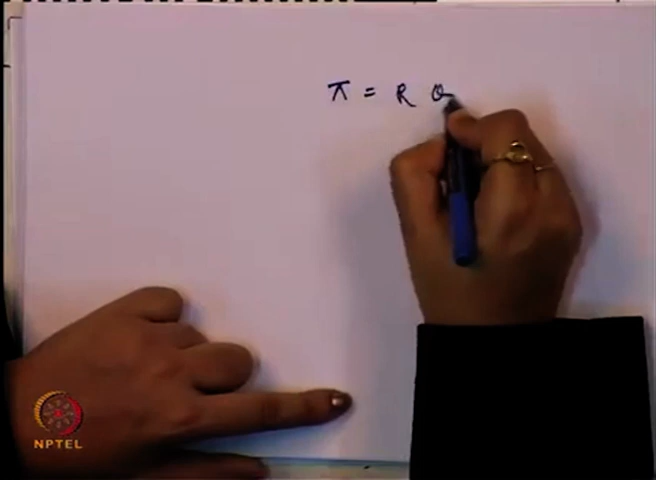 π = R Q
NPTEL